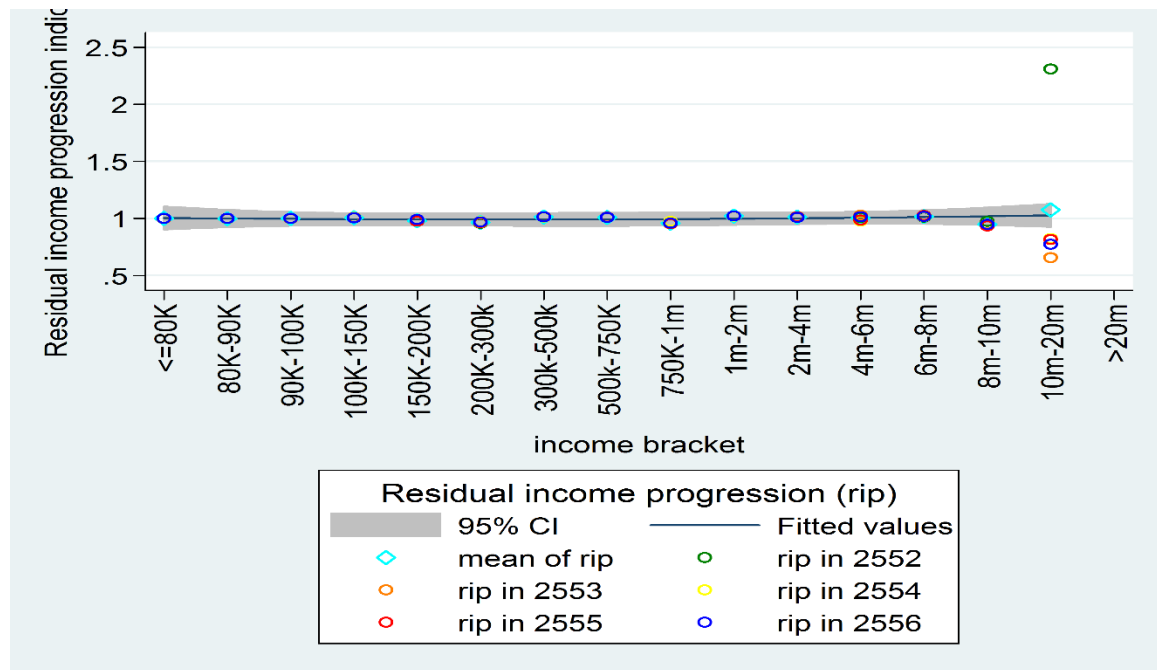 Residual income progression indic
2.5
2
1.5
1
.5
<=80K
80K-90K
90K-100K
100K-150K
150K-200K
200K-300k
300k-500k
500k-750K
750K-1m
1m-2m
2m-4m
4m-6m
6m-8m
8m-10m
10m-20m
>20m
income bracket
Residual income progression (rip)
95% CI Fitted values
mean of rip rip in 2552
rip in 2553 rip in 2554
rip in 2555 rip in 2556